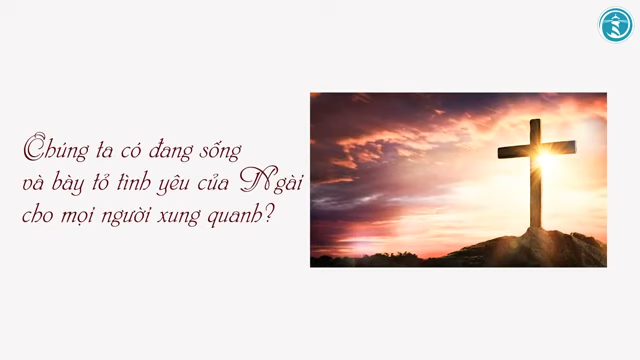 Chúng ta có đang sống
và bày tỏ tình yêu của Ngài
cho mọi người xung quanh?